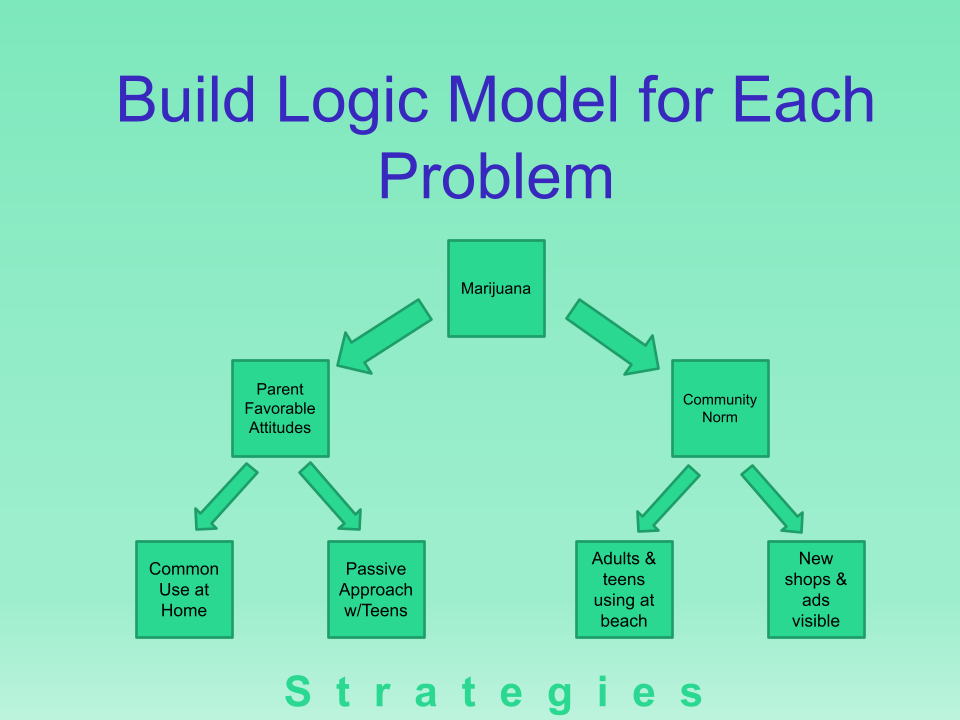 Build Logic Model for Each
Problem
Marijuana
Parent
Favorable
Attitudes
Community
Norm
Common
Use at
Home
Passive
Approach
w/Teens
Adults &
teens
using at
beach
New
shops &
ads
visible
S t r a t e g i e s